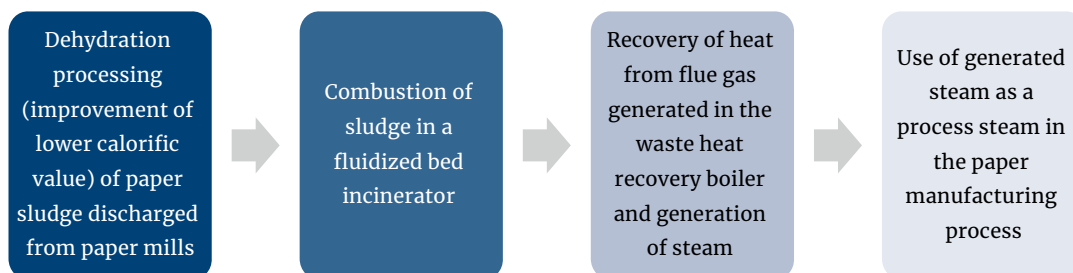 Dehydration
processing
(improvement of
lower calorific
value) of paper
sludge discharged
from paper mills
Combustion of
sludge in a
fluidized bed
incinerator
Recovery of heat
from flue gas
generated in the
waste heat
recovery boiler
and generation
of steam
Use of generated
steam as a
process steam in
the paper
manufacturing
process